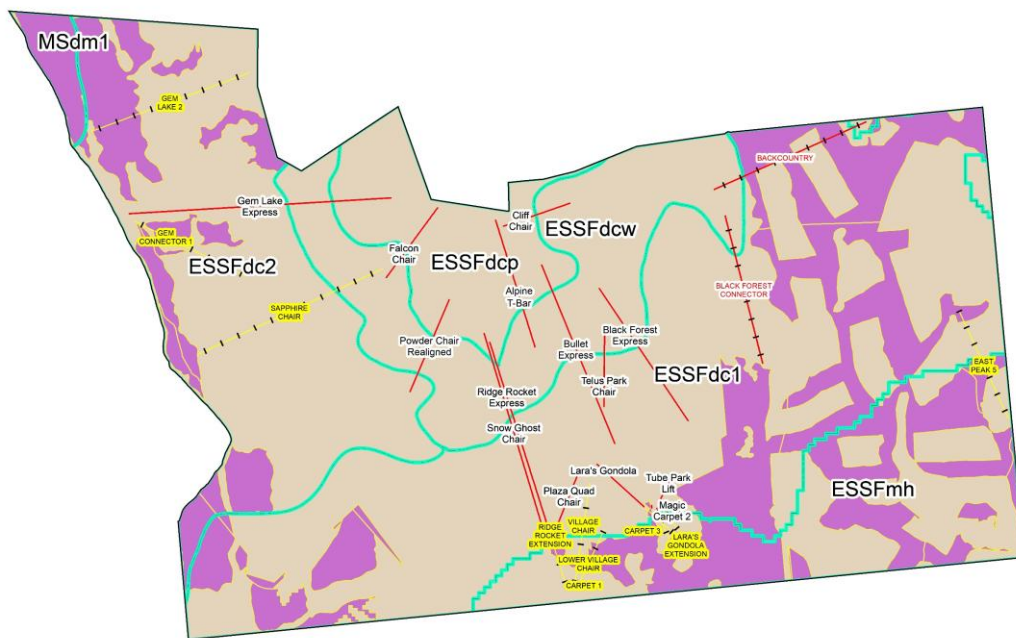 MSdm1
GEM
LAKE 2
BACKCOUNTRY
Gem Lake
Express
Cliff
Chair
ESSFdcw
GEM
CONNECTOR 1
Falcon
Chair
ESSFdc2
ESSFdcp
Alpine
T-Bar
BLACK FOREST
CONNECTOR
SAPPHIRE
CHAIR
Powder Chair
Realigned
Bullet
Express
Black Forest
Express
EAST
PEAK 5
ESSFdc1
Telus Park
Chair
Ridge Rocket
Express
Snow Ghost
Chair
Lara's Gondola
Tube Park
Lift
ESSFmh
Plaza Quad
Chair
Magic
Carpet 2
RIDGE
ROCKET
EXTENSION
VILLAGE
CHAIR
CARPET 3
LARA'S
GONDOLA
EXTENSION
LOWER VILLAGE
CHAIR
CARPET 1